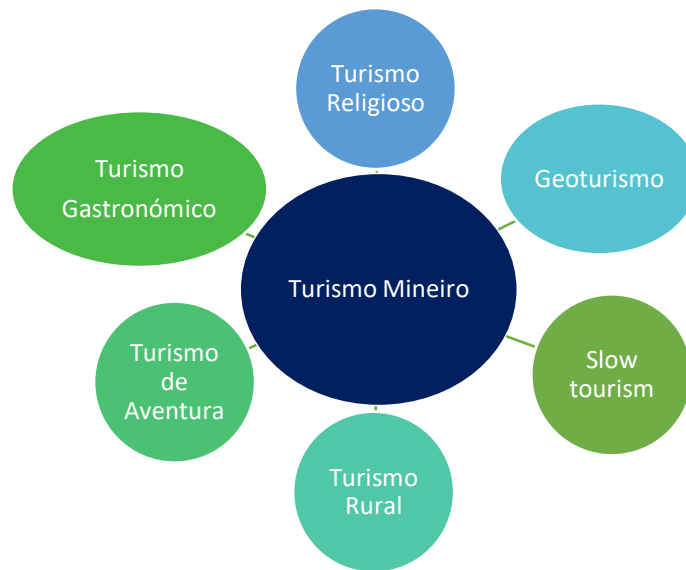 Turismo
Religioso
Turismo
Gastronómico
Geoturismo
Turismo Mineiro
Turismo
de
Aventura
Slow
tourism
Turismo
Rural